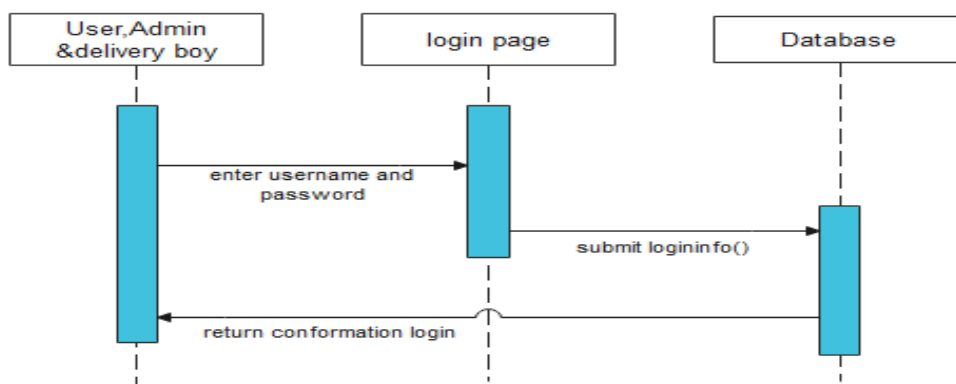 User,Admin
&delivery boy
login page
Database
enter username and
password
submit logininfo()
return conformation login